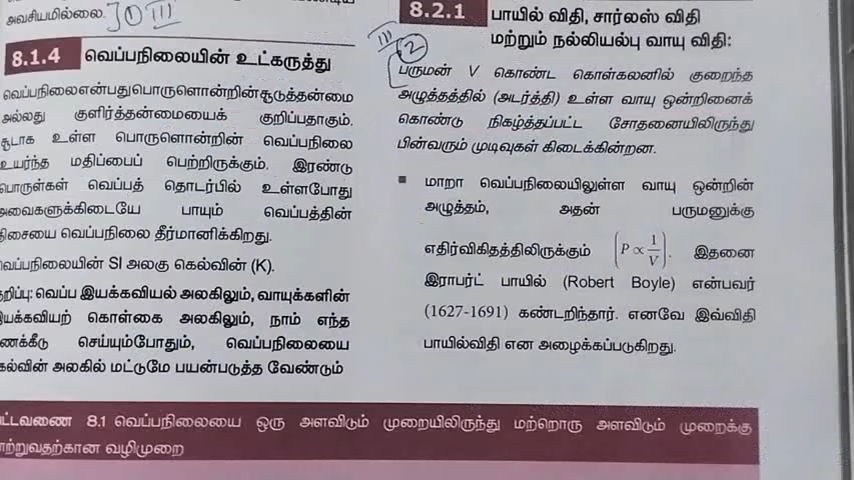 அவசியமில்லை.
① III
8.1.4 வெப்பநிலையின் உட்கருத்து
வெப்பநிலைஎன்பதுபொருளொன்றின்சூடுத்தன்மை
அல்லது குளிர்த்தன்மையைக் குறிப்பதாகும்.
சூடாக உள்ள பொருளொன்றின் வெப்பநிலை
உயர்ந்த மதிப்பைப் பெற்றிருக்கும். இரண்டு
பொருள்கள் வெப்பத் தொடர்பில் உள்ளபோது
அவைகளுக்கிடையே பாயும் வெப்பத்தின்
திசையை வெப்பநிலை தீர்மானிக்கிறது.
வெப்பநிலையின் SI அலகு கெல்வின் (K).
குறிப்பு: வெப்ப இயக்கவியல் அலகிலும், வாயுக்களின்
இயக்கவியற் கொள்கை அலகிலும், நாம் எந்த
கணக்கீடு செய்யும்போதும், வெப்பநிலையை
கெல்வின் அலகில் மட்டுமே பயன்படுத்த வேண்டும்
8.2.1 பாயில் விதி, சார்லஸ் விதி
மற்றும் நல்லியல்பு வாயு விதி:
III ②
பருமன் V கொண்ட கொள்கலனில் குறைந்த
அழுத்தத்தில் (அடர்த்தி) உள்ள வாயு ஒன்றினைக்
கொண்டு நிகழ்த்தப்பட்ட சோதனையிலிருந்து
பின்வரும் முடிவுகள் கிடைக்கின்றன.
■ மாறா வெப்பநிலையிலுள்ள வாயு ஒன்றின்
அழுத்தம், அதன் பருமனுக்கு
எதிர்விகிதத்திலிருக்கும் (P ∝ 1/V). இதனை
இராபர்ட் பாயில் (Robert Boyle) என்பவர்
(1627-1691) கண்டறிந்தார். எனவே இவ்விதி
பாயில்விதி என அழைக்கப்படுகிறது.
அட்டவணை 8.1 வெப்பநிலையை ஒரு அளவிடும் முறையிலிருந்து மற்றொரு அளவிடும் முறைக்கு
மாற்றுவதற்கான வழிமுறை